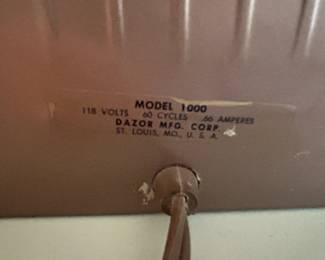 MODEL 1000
118 VOLTS 60 CYCLES .66 AMPERES
DAZOR MFG. CORP.
ST. LOUIS, MO., U. S. A.